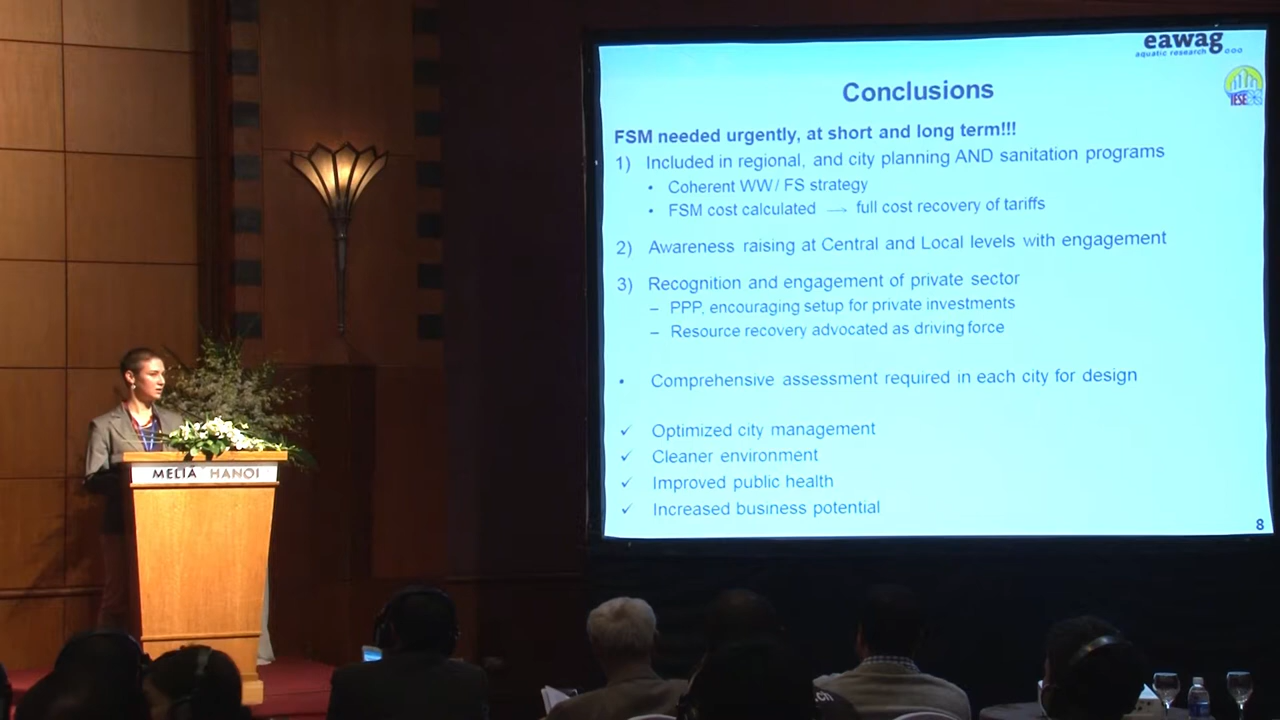 eawag
aquatic research ooo
IESE
Conclusions
FSM needed urgently, at short and long term!!!
1) Included in regional, and city planning AND sanitation programs
• Coherent WW/ FS strategy
• FSM cost calculated → full cost recovery of tariffs
2) Awareness raising at Central and Local levels with engagement
3) Recognition and engagement of private sector
– PPP, encouraging setup for private investments
– Resource recovery advocated as driving force
• Comprehensive assessment required in each city for design
✓ Optimized city management
✓ Cleaner environment
✓ Improved public health
✓ Increased business potential
8
MELIÃ HANOI